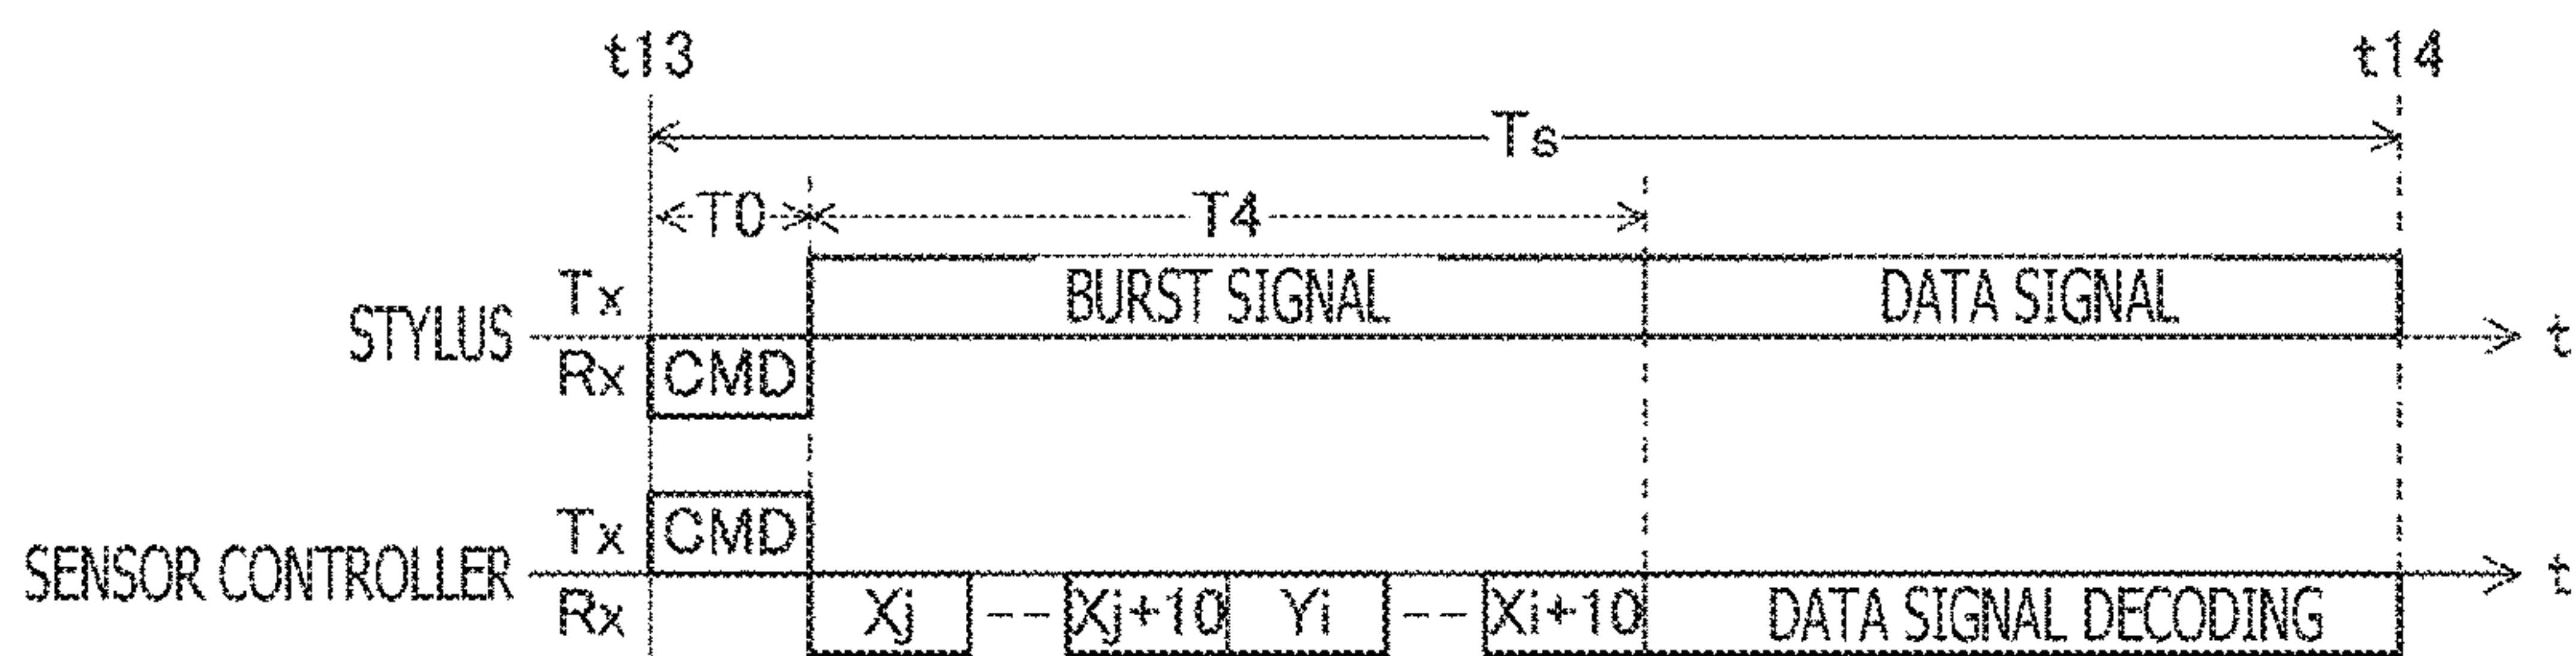 t13 t14
Ts
T0 T4
Tx BURST SIGNAL DATA SIGNAL
STYLUS t
Rx CMD
Tx CMD
SENSOR CONTROLLER t
Rx Xj -- Xj+10 Yi -- Xi+10 DATA SIGNAL DECODING